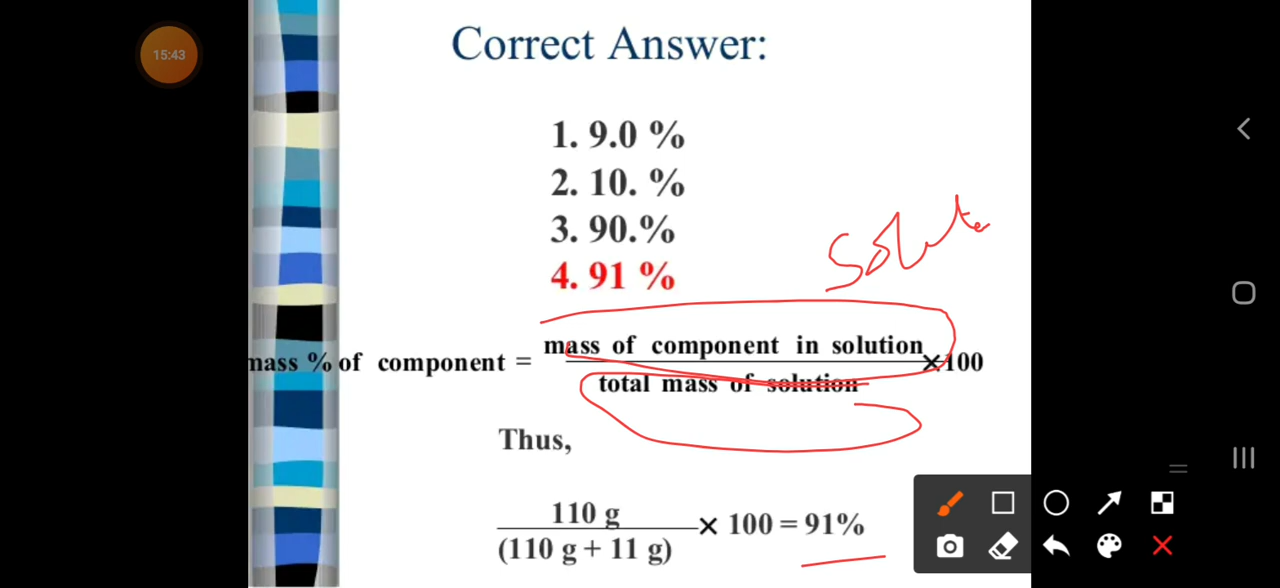 15:43
Correct Answer:
1. 9.0 %
2. 10. %
3. 90.%
4. 91 %
Solute
mass % of component = mass of component in solution / total mass of solution ×100
Thus,
110 g / (110 g + 11 g) × 100 = 91%